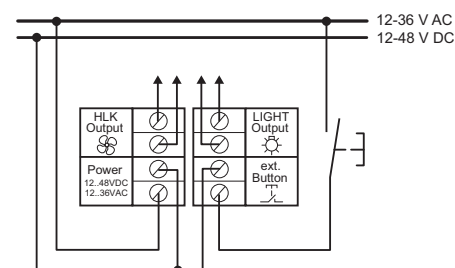 12-36 V AC
12-48 V DC
HLK
Output
LIGHT
Output
Power
12..48VDC
12..36VAC
ext.
Button